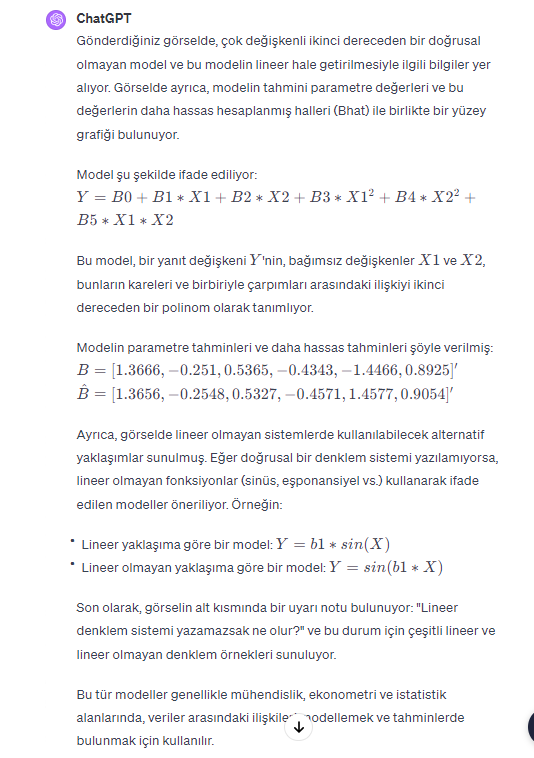 ChatGPT
Gönderdiğiniz görselde, çok değişkenli ikinci dereceden bir doğrusal
olmayan model ve bu modelin lineer hale getirilmesiyle ilgili bilgiler yer
alıyor. Görselde ayrıca, modelin tahmini parametre değerleri ve bu
değerlerin daha hassas hesaplanmış halleri (Bhat) ile birlikte bir yüzey
grafiği bulunuyor.
Model şu şekilde ifade ediliyor:
Y = B0 + B1 ∗ X1 + B2 ∗ X2 + B3 ∗ X1² + B4 ∗ X2² +
B5 ∗ X1 ∗ X2
Bu model, bir yanıt değişkeni Y'nin, bağımsız değişkenler X1 ve X2,
bunların kareleri ve birbiriyle çarpımları arasındaki ilişkiyi ikinci
dereceden bir polinom olarak tanımlıyor.
Modelin parametre tahminleri ve daha hassas tahminleri şöyle verilmiş:
B = [1.3666, −0.251, 0.5365, −0.4343, −1.4466, 0.8925]′
B̂ = [1.3656, −0.2548, 0.5327, −0.4571, 1.4577, 0.9054]′
Ayrıca, görselde lineer olmayan sistemlerde kullanılabilecek alternatif
yaklaşımlar sunulmuş. Eğer doğrusal bir denklem sistemi yazılamıyorsa,
lineer olmayan fonksiyonlar (sinüs, eşponansiyel vs.) kullanarak ifade
edilen modeller öneriliyor. Örneğin:
• Lineer yaklaşıma göre bir model: Y = b1 ∗ sin(X)
• Lineer olmayan yaklaşıma göre bir model: Y = sin(b1 ∗ X)
Son olarak, görselin alt kısmında bir uyarı notu bulunuyor: "Lineer
denklem sistemi yazamazsak ne olur?" ve bu durum için çeşitli lineer ve
lineer olmayan denklem örnekleri sunuluyor.
Bu tür modeller genellikle mühendislik, ekonometri ve istatistik
alanlarında, veriler arasındaki ilişkileri modellemek ve tahminlerde
bulunmak için kullanılır.